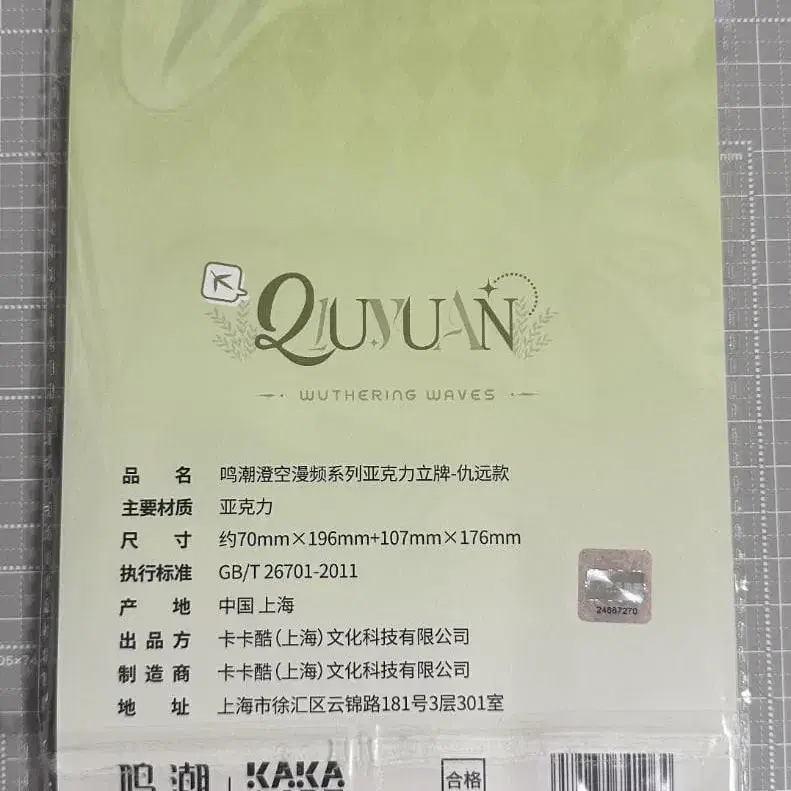 QIUYUAN
WUTHERING WAVES
品 名 鸣潮澄空漫频系列亚克力立牌-仇远款
主要材质 亚克力
尺 寸 约70mm×196mm+107mm×176mm
执行标准 GB/T 26701-2011
产 地 中国 上海
出 品 方 卡卡酷(上海)文化科技有限公司
制 造 商 卡卡酷(上海)文化科技有限公司
地 址 上海市徐汇区云锦路181号3层301室
24667270
鸣潮 KAKA 合格